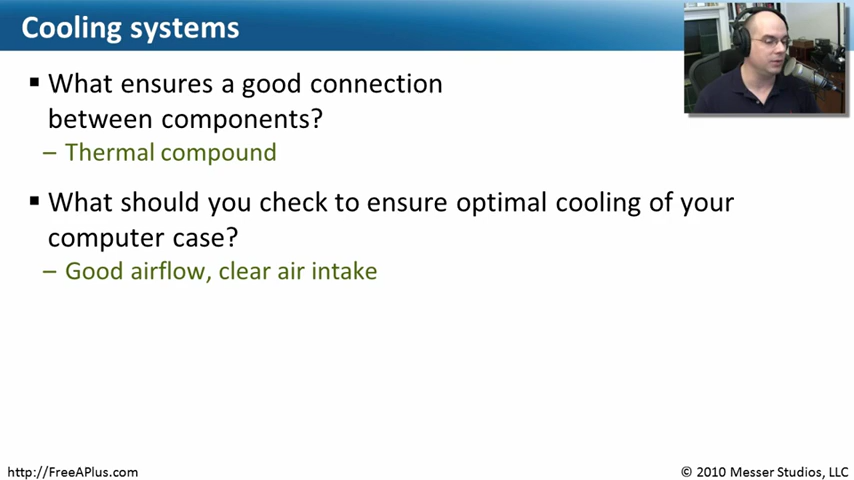 Cooling systems
▪ What ensures a good connection
between components?
– Thermal compound
▪ What should you check to ensure optimal cooling of your
computer case?
– Good airflow, clear air intake
http://FreeAPlus.com
© 2010 Messer Studios, LLC